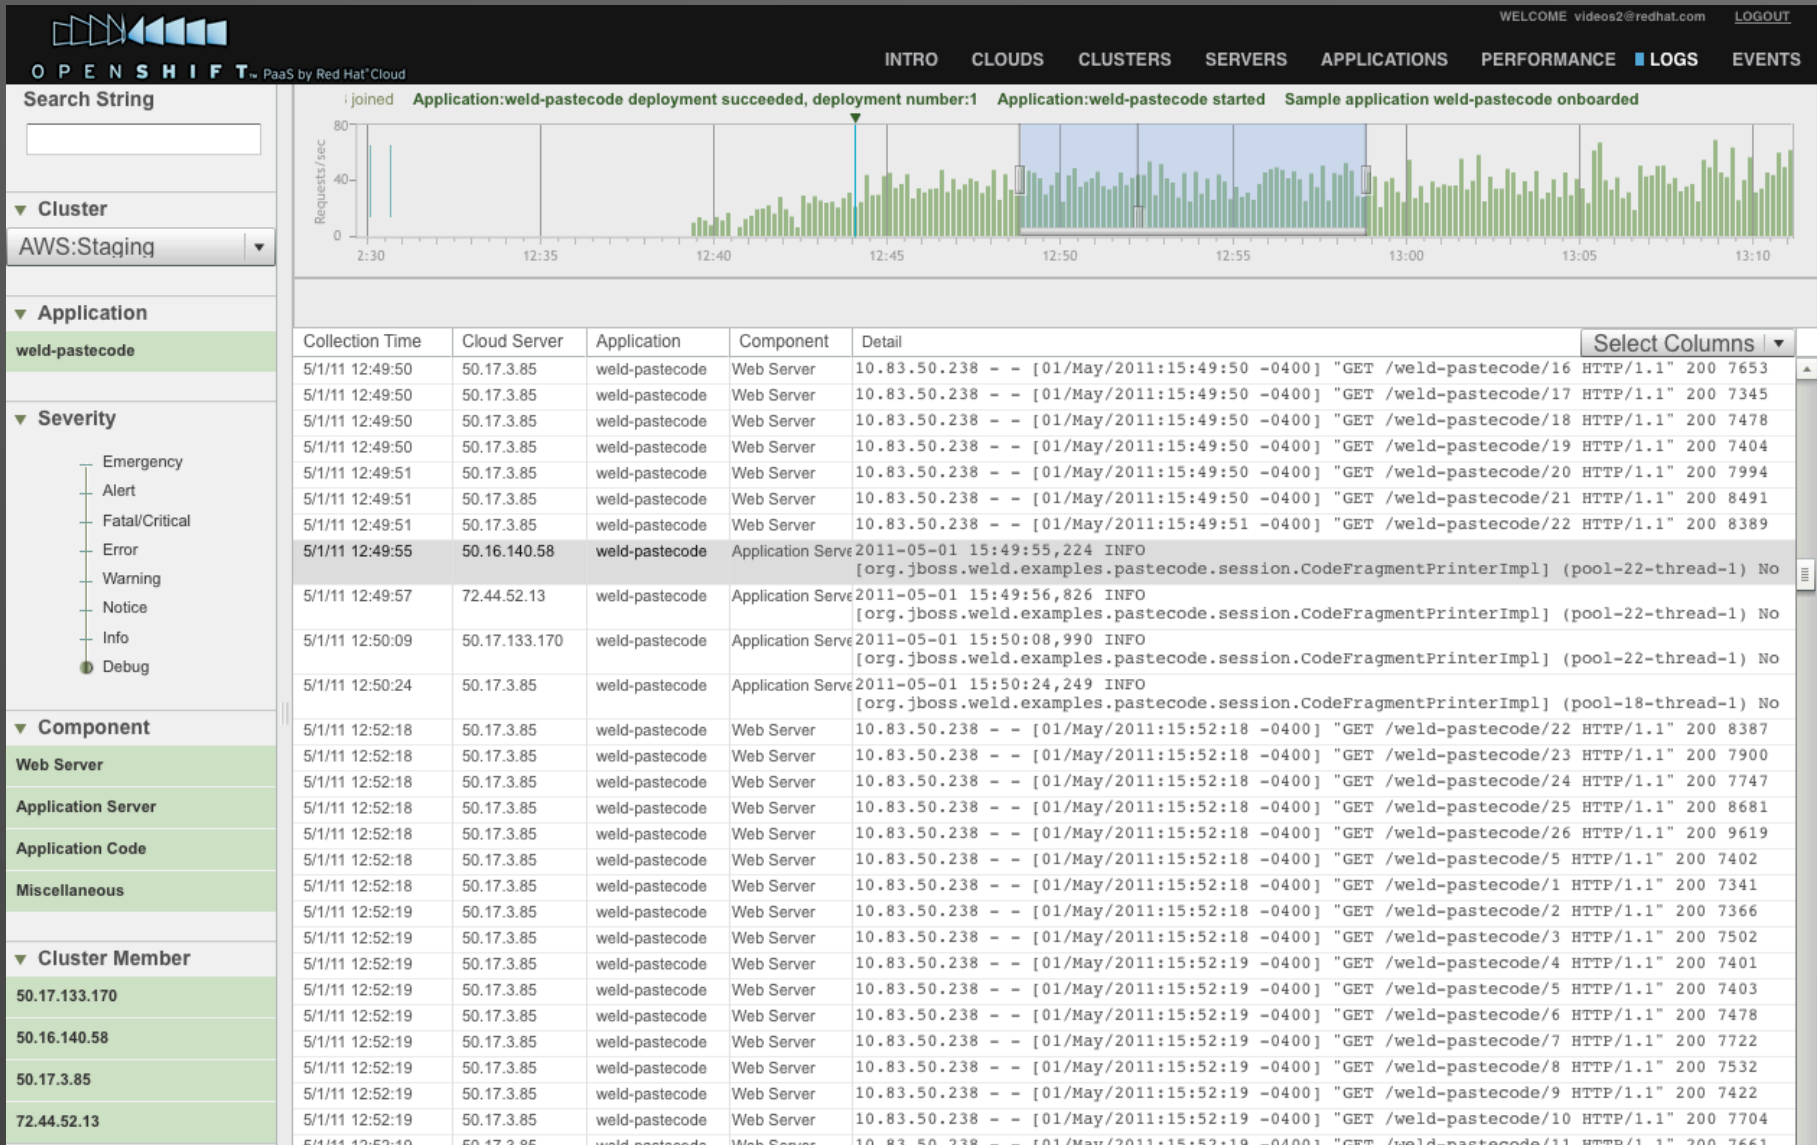 WELCOME videos2@redhat.com LOGOUT
OPENSHIFT™ PaaS by Red Hat® Cloud
INTRO CLOUDS CLUSTERS SERVERS APPLICATIONS PERFORMANCE LOGS EVENTS
Search String
joined Application:weld-pastecode deployment succeeded, deployment number:1 Application:weld-pastecode started Sample application weld-pastecode onboarded
Requests/sec
80
40
0
2:30 12:35 12:40 12:45 12:50 12:55 13:00 13:05 13:10
Cluster
AWS:Staging
Application
weld-pastecode
Severity
Emergency
Alert
Fatal/Critical
Error
Warning
Notice
Info
Debug
Component
Web Server
Application Server
Application Code
Miscellaneous
Cluster Member
50.17.133.170
50.16.140.58
50.17.3.85
72.44.52.13
Collection Time Cloud Server Application Component Detail Select Columns
5/1/11 12:49:50 50.17.3.85 weld-pastecode Web Server 10.83.50.238 - - [01/May/2011:15:49:50 -0400] "GET /weld-pastecode/16 HTTP/1.1" 200 7653
5/1/11 12:49:50 50.17.3.85 weld-pastecode Web Server 10.83.50.238 - - [01/May/2011:15:49:50 -0400] "GET /weld-pastecode/17 HTTP/1.1" 200 7345
5/1/11 12:49:50 50.17.3.85 weld-pastecode Web Server 10.83.50.238 - - [01/May/2011:15:49:50 -0400] "GET /weld-pastecode/18 HTTP/1.1" 200 7478
5/1/11 12:49:50 50.17.3.85 weld-pastecode Web Server 10.83.50.238 - - [01/May/2011:15:49:50 -0400] "GET /weld-pastecode/19 HTTP/1.1" 200 7404
5/1/11 12:49:51 50.17.3.85 weld-pastecode Web Server 10.83.50.238 - - [01/May/2011:15:49:50 -0400] "GET /weld-pastecode/20 HTTP/1.1" 200 7994
5/1/11 12:49:51 50.17.3.85 weld-pastecode Web Server 10.83.50.238 - - [01/May/2011:15:49:50 -0400] "GET /weld-pastecode/21 HTTP/1.1" 200 8491
5/1/11 12:49:51 50.17.3.85 weld-pastecode Web Server 10.83.50.238 - - [01/May/2011:15:49:51 -0400] "GET /weld-pastecode/22 HTTP/1.1" 200 8389
5/1/11 12:49:55 50.16.140.58 weld-pastecode Application Serve 2011-05-01 15:49:55,224 INFO
[org.jboss.weld.examples.pastecode.session.CodeFragmentPrinterImpl] (pool-22-thread-1) No
5/1/11 12:49:57 72.44.52.13 weld-pastecode Application Serve 2011-05-01 15:49:56,826 INFO
[org.jboss.weld.examples.pastecode.session.CodeFragmentPrinterImpl] (pool-22-thread-1) No
5/1/11 12:50:09 50.17.133.170 weld-pastecode Application Serve 2011-05-01 15:50:08,990 INFO
[org.jboss.weld.examples.pastecode.session.CodeFragmentPrinterImpl] (pool-22-thread-1) No
5/1/11 12:50:24 50.17.3.85 weld-pastecode Application Serve 2011-05-01 15:50:24,249 INFO
[org.jboss.weld.examples.pastecode.session.CodeFragmentPrinterImpl] (pool-18-thread-1) No
5/1/11 12:52:18 50.17.3.85 weld-pastecode Web Server 10.83.50.238 - - [01/May/2011:15:52:18 -0400] "GET /weld-pastecode/22 HTTP/1.1" 200 8387
5/1/11 12:52:18 50.17.3.85 weld-pastecode Web Server 10.83.50.238 - - [01/May/2011:15:52:18 -0400] "GET /weld-pastecode/23 HTTP/1.1" 200 7900
5/1/11 12:52:18 50.17.3.85 weld-pastecode Web Server 10.83.50.238 - - [01/May/2011:15:52:18 -0400] "GET /weld-pastecode/24 HTTP/1.1" 200 7747
5/1/11 12:52:18 50.17.3.85 weld-pastecode Web Server 10.83.50.238 - - [01/May/2011:15:52:18 -0400] "GET /weld-pastecode/25 HTTP/1.1" 200 8681
5/1/11 12:52:18 50.17.3.85 weld-pastecode Web Server 10.83.50.238 - - [01/May/2011:15:52:18 -0400] "GET /weld-pastecode/26 HTTP/1.1" 200 9619
5/1/11 12:52:18 50.17.3.85 weld-pastecode Web Server 10.83.50.238 - - [01/May/2011:15:52:18 -0400] "GET /weld-pastecode/5 HTTP/1.1" 200 7402
5/1/11 12:52:18 50.17.3.85 weld-pastecode Web Server 10.83.50.238 - - [01/May/2011:15:52:18 -0400] "GET /weld-pastecode/1 HTTP/1.1" 200 7341
5/1/11 12:52:19 50.17.3.85 weld-pastecode Web Server 10.83.50.238 - - [01/May/2011:15:52:18 -0400] "GET /weld-pastecode/2 HTTP/1.1" 200 7366
5/1/11 12:52:19 50.17.3.85 weld-pastecode Web Server 10.83.50.238 - - [01/May/2011:15:52:18 -0400] "GET /weld-pastecode/3 HTTP/1.1" 200 7502
5/1/11 12:52:19 50.17.3.85 weld-pastecode Web Server 10.83.50.238 - - [01/May/2011:15:52:19 -0400] "GET /weld-pastecode/4 HTTP/1.1" 200 7401
5/1/11 12:52:19 50.17.3.85 weld-pastecode Web Server 10.83.50.238 - - [01/May/2011:15:52:19 -0400] "GET /weld-pastecode/5 HTTP/1.1" 200 7403
5/1/11 12:52:19 50.17.3.85 weld-pastecode Web Server 10.83.50.238 - - [01/May/2011:15:52:19 -0400] "GET /weld-pastecode/6 HTTP/1.1" 200 7478
5/1/11 12:52:19 50.17.3.85 weld-pastecode Web Server 10.83.50.238 - - [01/May/2011:15:52:19 -0400] "GET /weld-pastecode/7 HTTP/1.1" 200 7722
5/1/11 12:52:19 50.17.3.85 weld-pastecode Web Server 10.83.50.238 - - [01/May/2011:15:52:19 -0400] "GET /weld-pastecode/8 HTTP/1.1" 200 7532
5/1/11 12:52:19 50.17.3.85 weld-pastecode Web Server 10.83.50.238 - - [01/May/2011:15:52:19 -0400] "GET /weld-pastecode/9 HTTP/1.1" 200 7422
5/1/11 12:52:19 50.17.3.85 weld-pastecode Web Server 10.83.50.238 - - [01/May/2011:15:52:19 -0400] "GET /weld-pastecode/10 HTTP/1.1" 200 7704